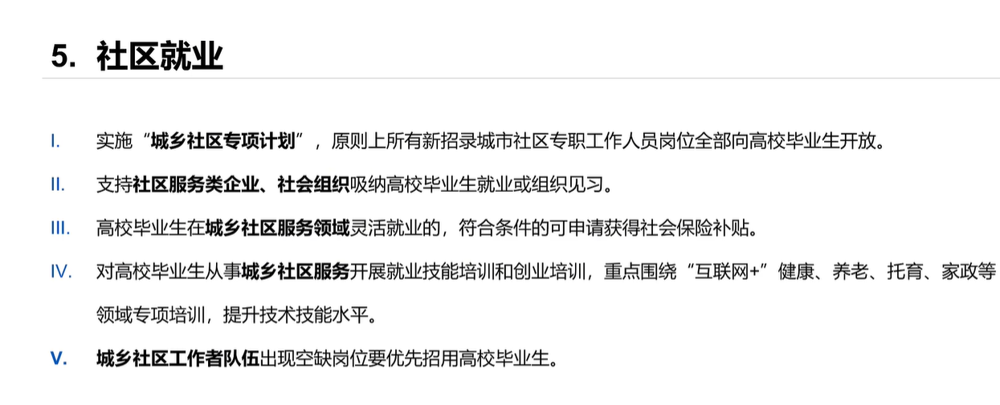 5. 社区就业
I. 实施“城乡社区专项计划”，原则上所有新招录城市社区专职工作人员岗位全部向高校毕业生开放。
II. 支持社区服务类企业、社会组织吸纳高校毕业生就业或组织见习。
III. 高校毕业生在城乡社区服务领域灵活就业的，符合条件的可申请获得社会保险补贴。
IV. 对高校毕业生从事城乡社区服务开展就业技能培训和创业培训，重点围绕“互联网+”健康、养老、托育、家政等
领域专项培训，提升技术技能水平。
V. 城乡社区工作者队伍出现空缺岗位要优先招用高校毕业生。